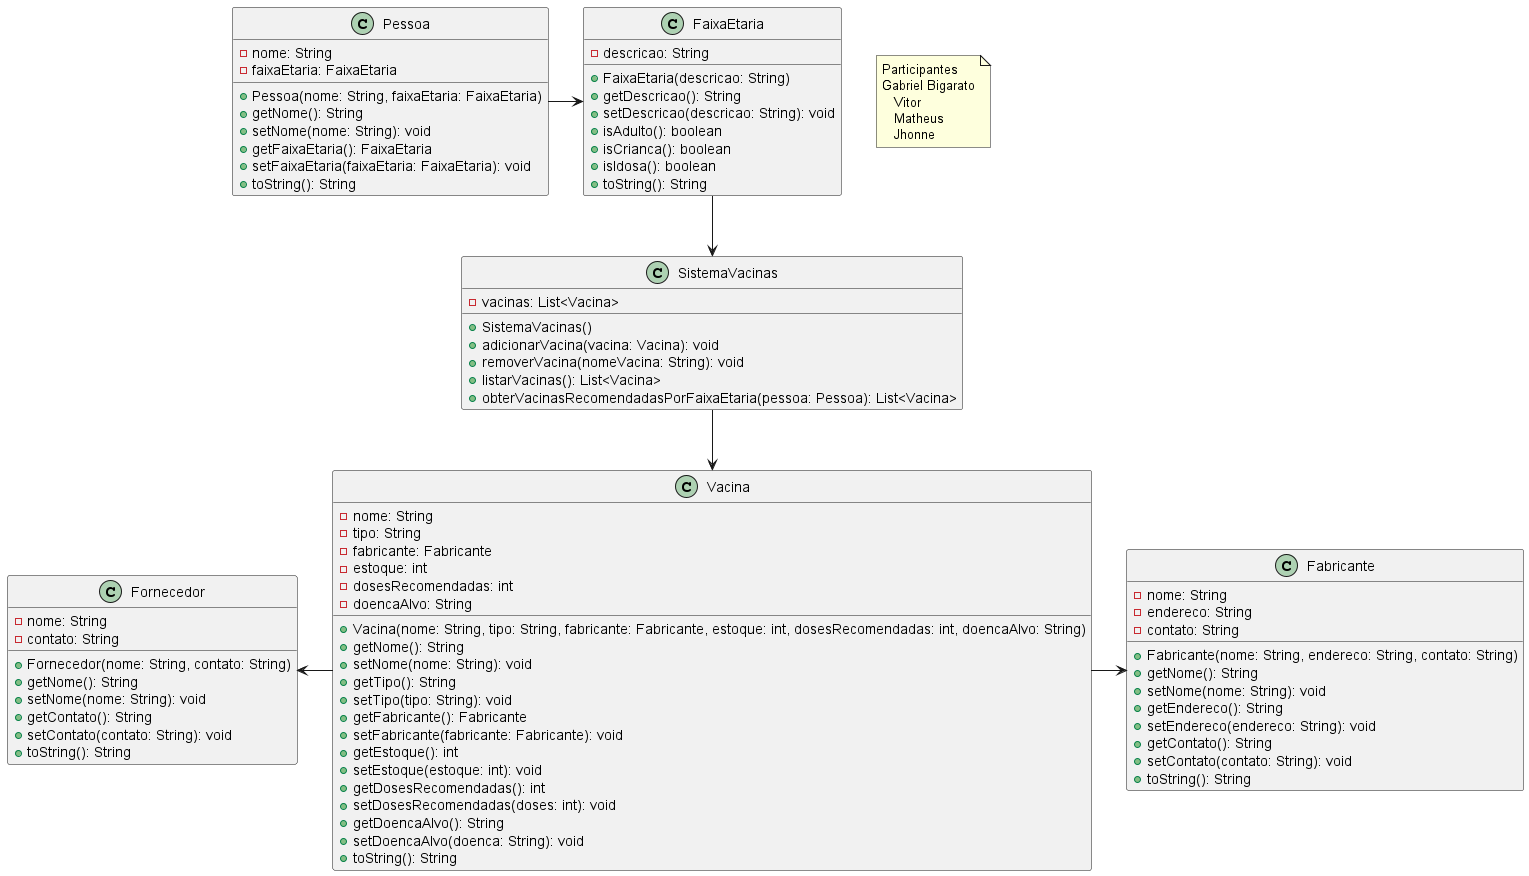 C Pessoa
nome: String
faixaEtaria: FaixaEtaria
Pessoa(nome: String, faixaEtaria: FaixaEtaria)
getNome(): String
setNome(nome: String): void
getFaixaEtaria(): FaixaEtaria
setFaixaEtaria(faixaEtaria: FaixaEtaria): void
toString(): String
C FaixaEtaria
descricao: String
FaixaEtaria(descricao: String)
getDescricao(): String
setDescricao(descricao: String): void
isAdulto(): boolean
isCrianca(): boolean
isIdosa(): boolean
toString(): String
Participantes
Gabriel Bigarato
Vitor
Matheus
Jhonne
C SistemaVacinas
vacinas: List<Vacina>
SistemaVacinas()
adicionarVacina(vacina: Vacina): void
removerVacina(nomeVacina: String): void
listarVacinas(): List<Vacina>
obterVacinasRecomendadasPorFaixaEtaria(pessoa: Pessoa): List<Vacina>
C Fornecedor
nome: String
contato: String
Fornecedor(nome: String, contato: String)
getNome(): String
setNome(nome: String): void
getContato(): String
setContato(contato: String): void
toString(): String
C Vacina
nome: String
tipo: String
fabricante: Fabricante
estoque: int
dosesRecomendadas: int
doencaAlvo: String
Vacina(nome: String, tipo: String, fabricante: Fabricante, estoque: int, dosesRecomendadas: int, doencaAlvo: String)
getNome(): String
setNome(nome: String): void
getTipo(): String
setTipo(tipo: String): void
getFabricante(): Fabricante
setFabricante(fabricante: Fabricante): void
getEstoque(): int
setEstoque(estoque: int): void
getDosesRecomendadas(): int
setDosesRecomendadas(doses: int): void
getDoencaAlvo(): String
setDoencaAlvo(doenca: String): void
toString(): String
C Fabricante
nome: String
endereco: String
contato: String
Fabricante(nome: String, endereco: String, contato: String)
getNome(): String
setNome(nome: String): void
getEndereco(): String
setEndereco(endereco: String): void
getContato(): String
setContato(contato: String): void
toString(): String